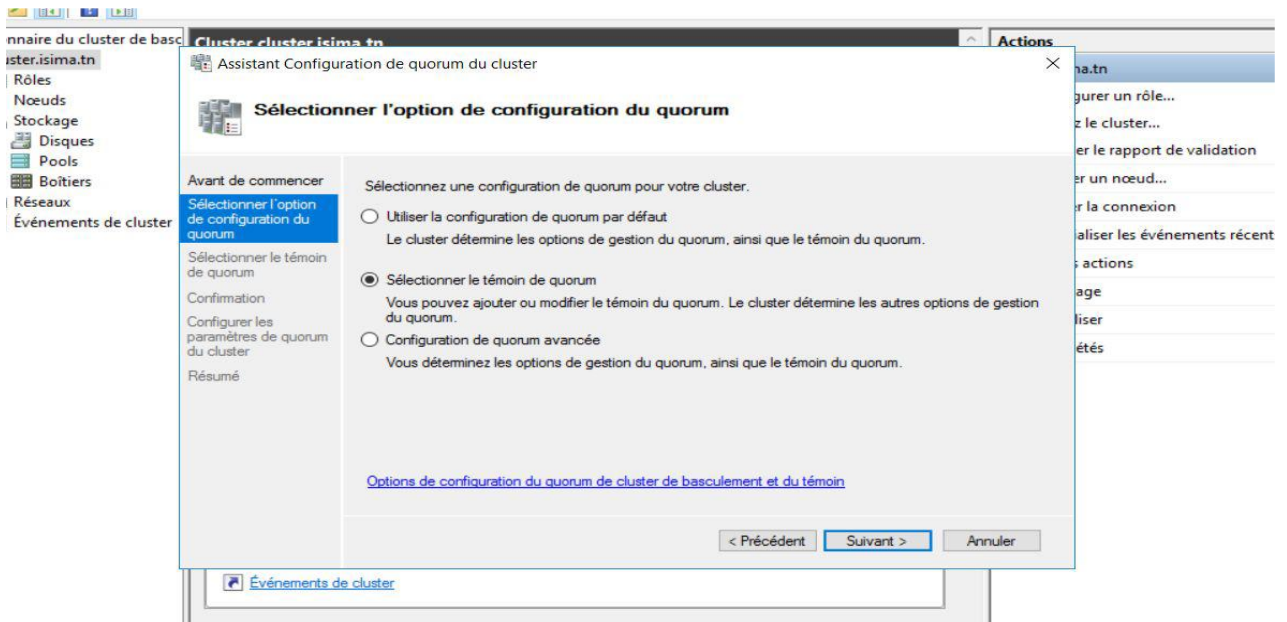 nnaire du cluster de basc
uster.isima.tn
Rôles
Nœuds
Stockage
Disques
Pools
Boîtiers
Réseaux
Événements de cluster
Cluster cluster.isima.tn
Assistant Configuration de quorum du cluster
Sélectionner l'option de configuration du quorum
Avant de commencer
Sélectionner l'option
de configuration du
quorum
Sélectionner le témoin
de quorum
Confirmation
Configurer les
paramètres de quorum
du cluster
Résumé
Sélectionnez une configuration de quorum pour votre cluster.
Utiliser la configuration de quorum par défaut
Le cluster détermine les options de gestion du quorum, ainsi que le témoin du quorum.
Sélectionner le témoin de quorum
Vous pouvez ajouter ou modifier le témoin du quorum. Le cluster détermine les autres options de gestion
du quorum.
Configuration de quorum avancée
Vous déterminez les options de gestion du quorum, ainsi que le témoin du quorum.
Options de configuration du quorum de cluster de basculement et du témoin
< Précédent
Suivant >
Annuler
Événements de cluster
Actions
na.tn
gurer un rôle...
z le cluster...
er le rapport de validation
er un nœud...
r la connexion
aliser les événements récent
s actions
age
liser
étés